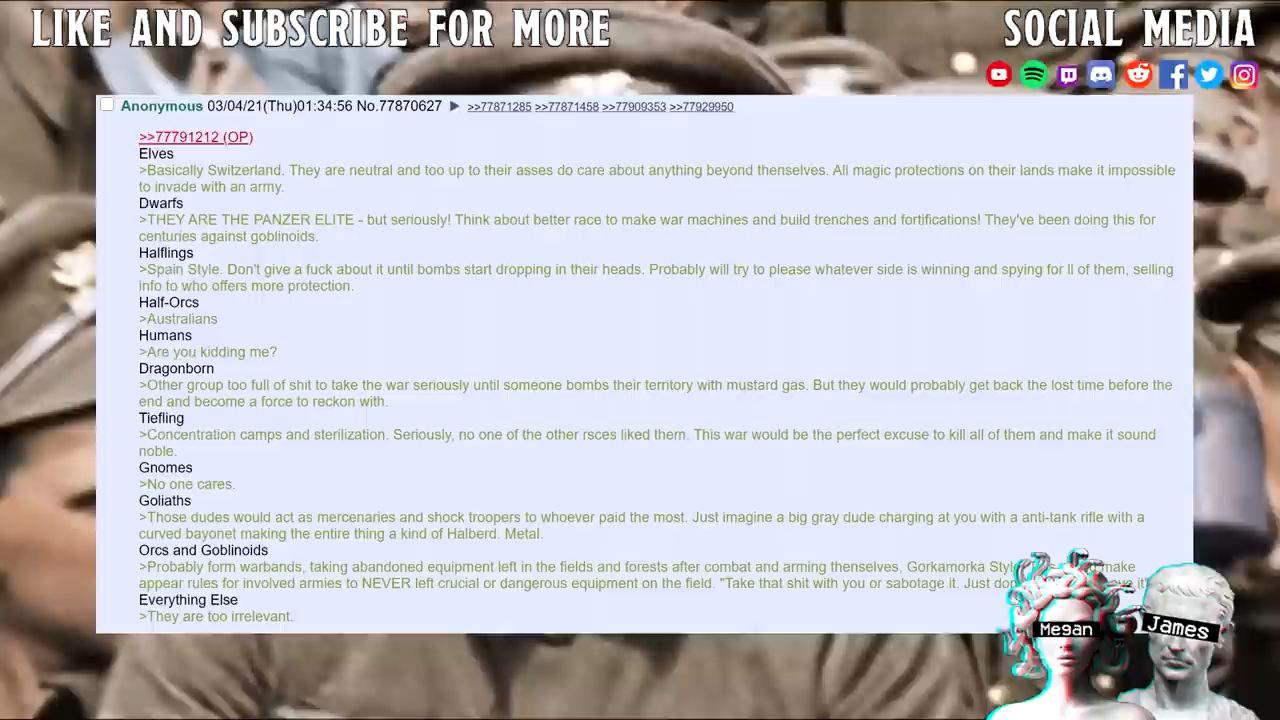 LIKE AND SUBSCRIBE FOR MORE
SOCIAL MEDIA
Anonymous 03/04/21(Thu)01:34:56 No.77870627 ▶ >>77871285 >>77871458 >>77909353 >>77929950
>>77791212 (OP)
Elves
>Basically Switzerland. They are neutral and too up to their asses do care about anything beyond themselves. All magic protections on their lands make it impossible
to invade with an army.
Dwarfs
>THEY ARE THE PANZER ELITE - but seriously! Think about better race to make war machines and build trenches and fortifications! They've been doing this for
centuries against goblinoids.
Halflings
>Spain Style. Don't give a fuck about it until bombs start dropping in their heads. Probably will try to please whatever side is winning and spying for ll of them, selling
info to who offers more protection.
Half-Orcs
>Australians
Humans
>Are you kidding me?
Dragonborn
>Other group too full of shit to take the war seriously until someone bombs their territory with mustard gas. But they would probably get back the lost time before the
end and become a force to reckon with.
Tiefling
>Concentration camps and sterilization. Seriously, no one of the other rsces liked them. This war would be the perfect excuse to kill all of them and make it sound
noble.
Gnomes
>No one cares.
Goliaths
>Those dudes would act as mercenaries and shock troopers to whoever paid the most. Just imagine a big gray dude charging at you with a anti-tank rifle with a
curved bayonet making the entire thing a kind of Halberd. Metal.
Orcs and Goblinoids
>Probably form warbands, taking abandoned equipment left in the fields and forests after combat and arming thenselves, Gorkamorka make
appear rules for involved armies to NEVER left crucial or dangerous equipment on the field. "Take that shit with you or sabotage it. Just
Everything Else
>They are too irrelevant.
Megan
James